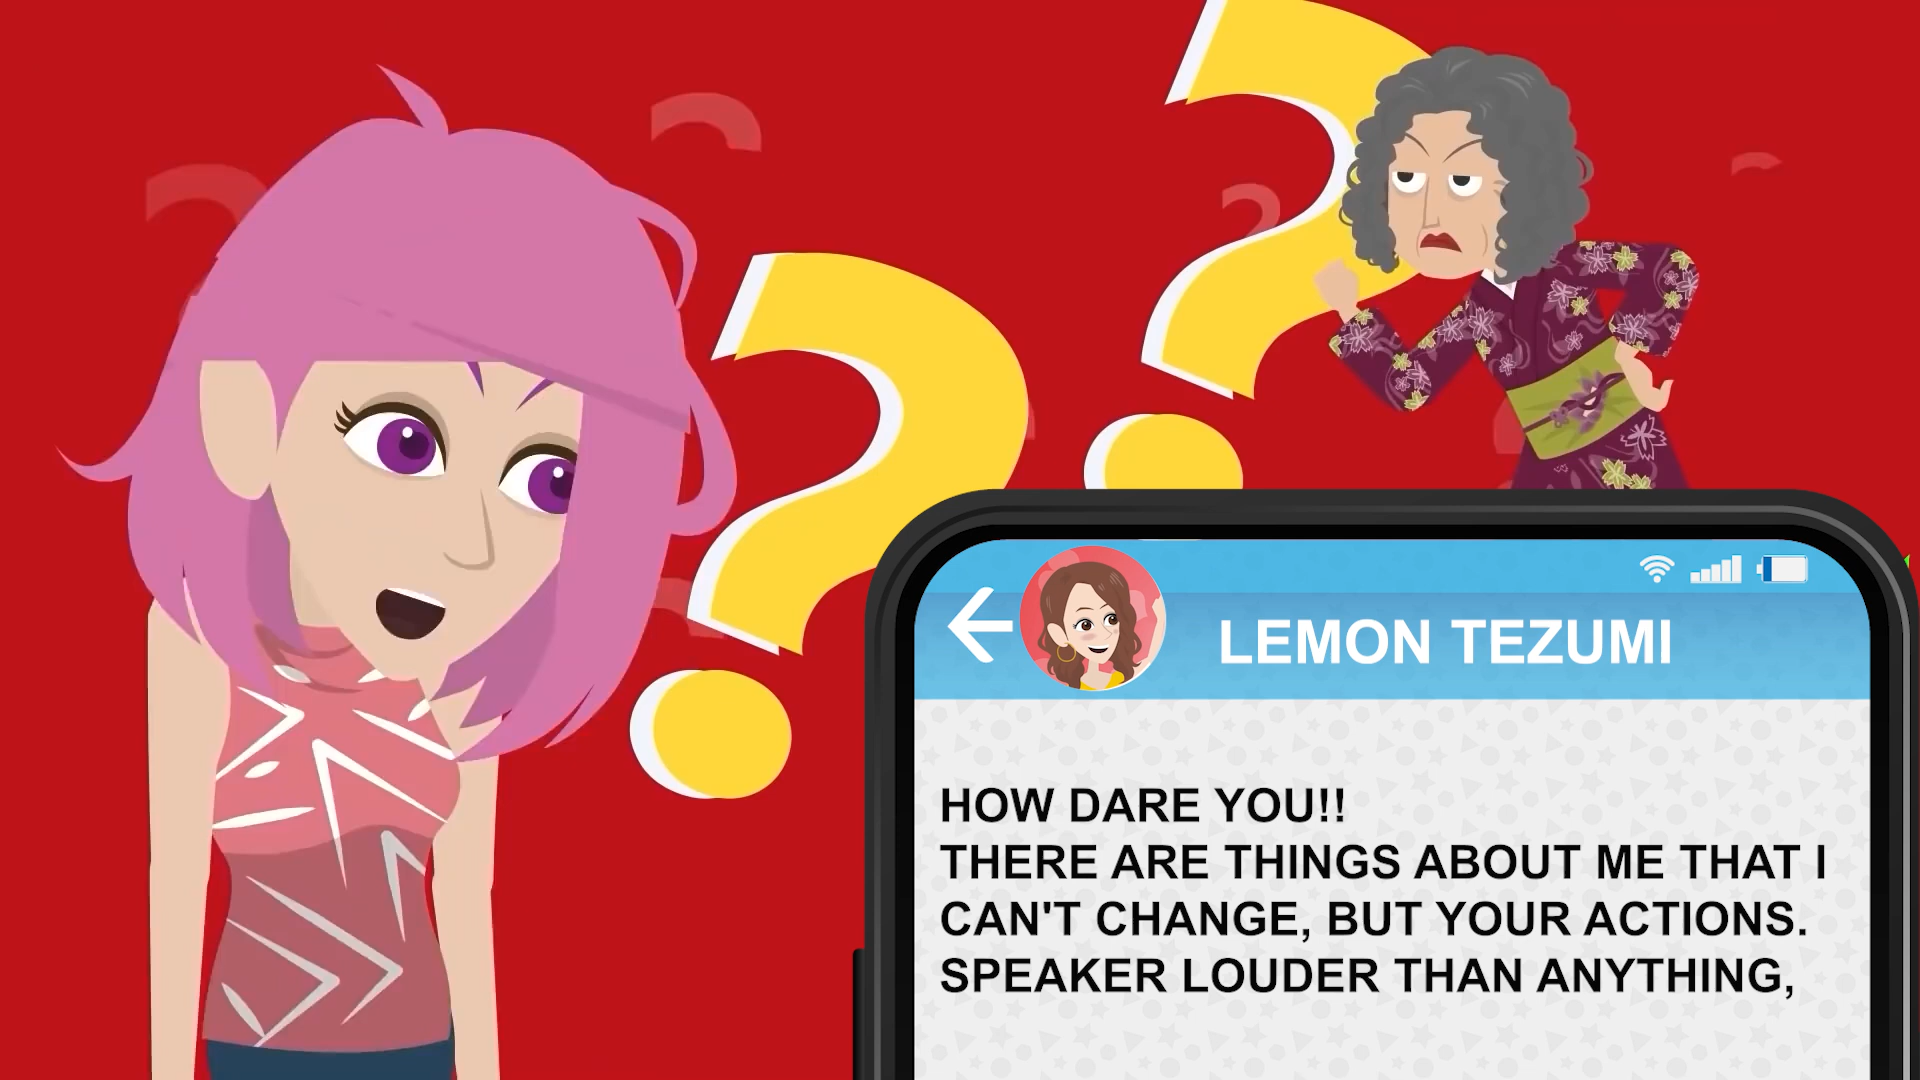 LEMON TEZUMI
HOW DARE YOU!!
THERE ARE THINGS ABOUT ME THAT I
CAN'T CHANGE, BUT YOUR ACTIONS.
SPEAKER LOUDER THAN ANYTHING,